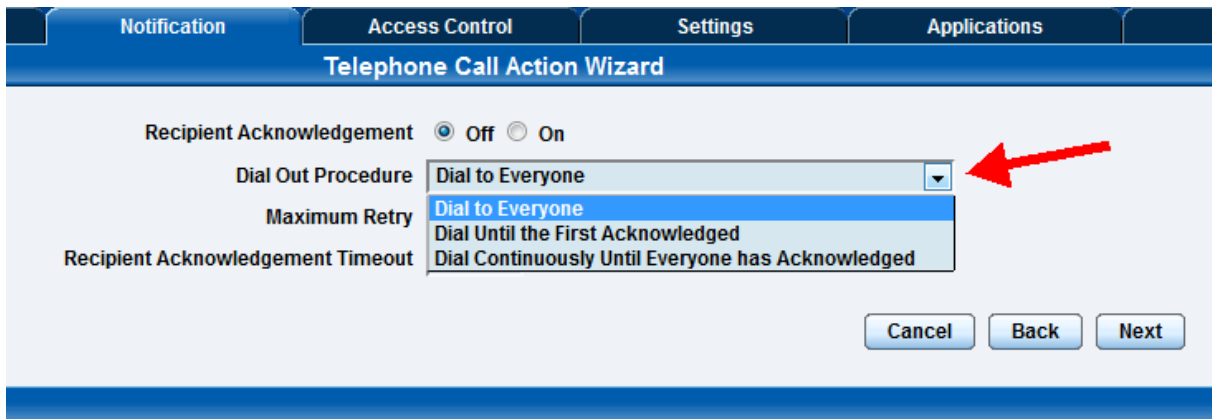 Notification Access Control Settings Applications
Telephone Call Action Wizard
Recipient Acknowledgement Off On
Dial Out Procedure Dial to Everyone
Maximum Retry Dial to Everyone
Dial Until the First Acknowledged
Recipient Acknowledgement Timeout Dial Continuously Until Everyone has Acknowledged
Cancel Back Next